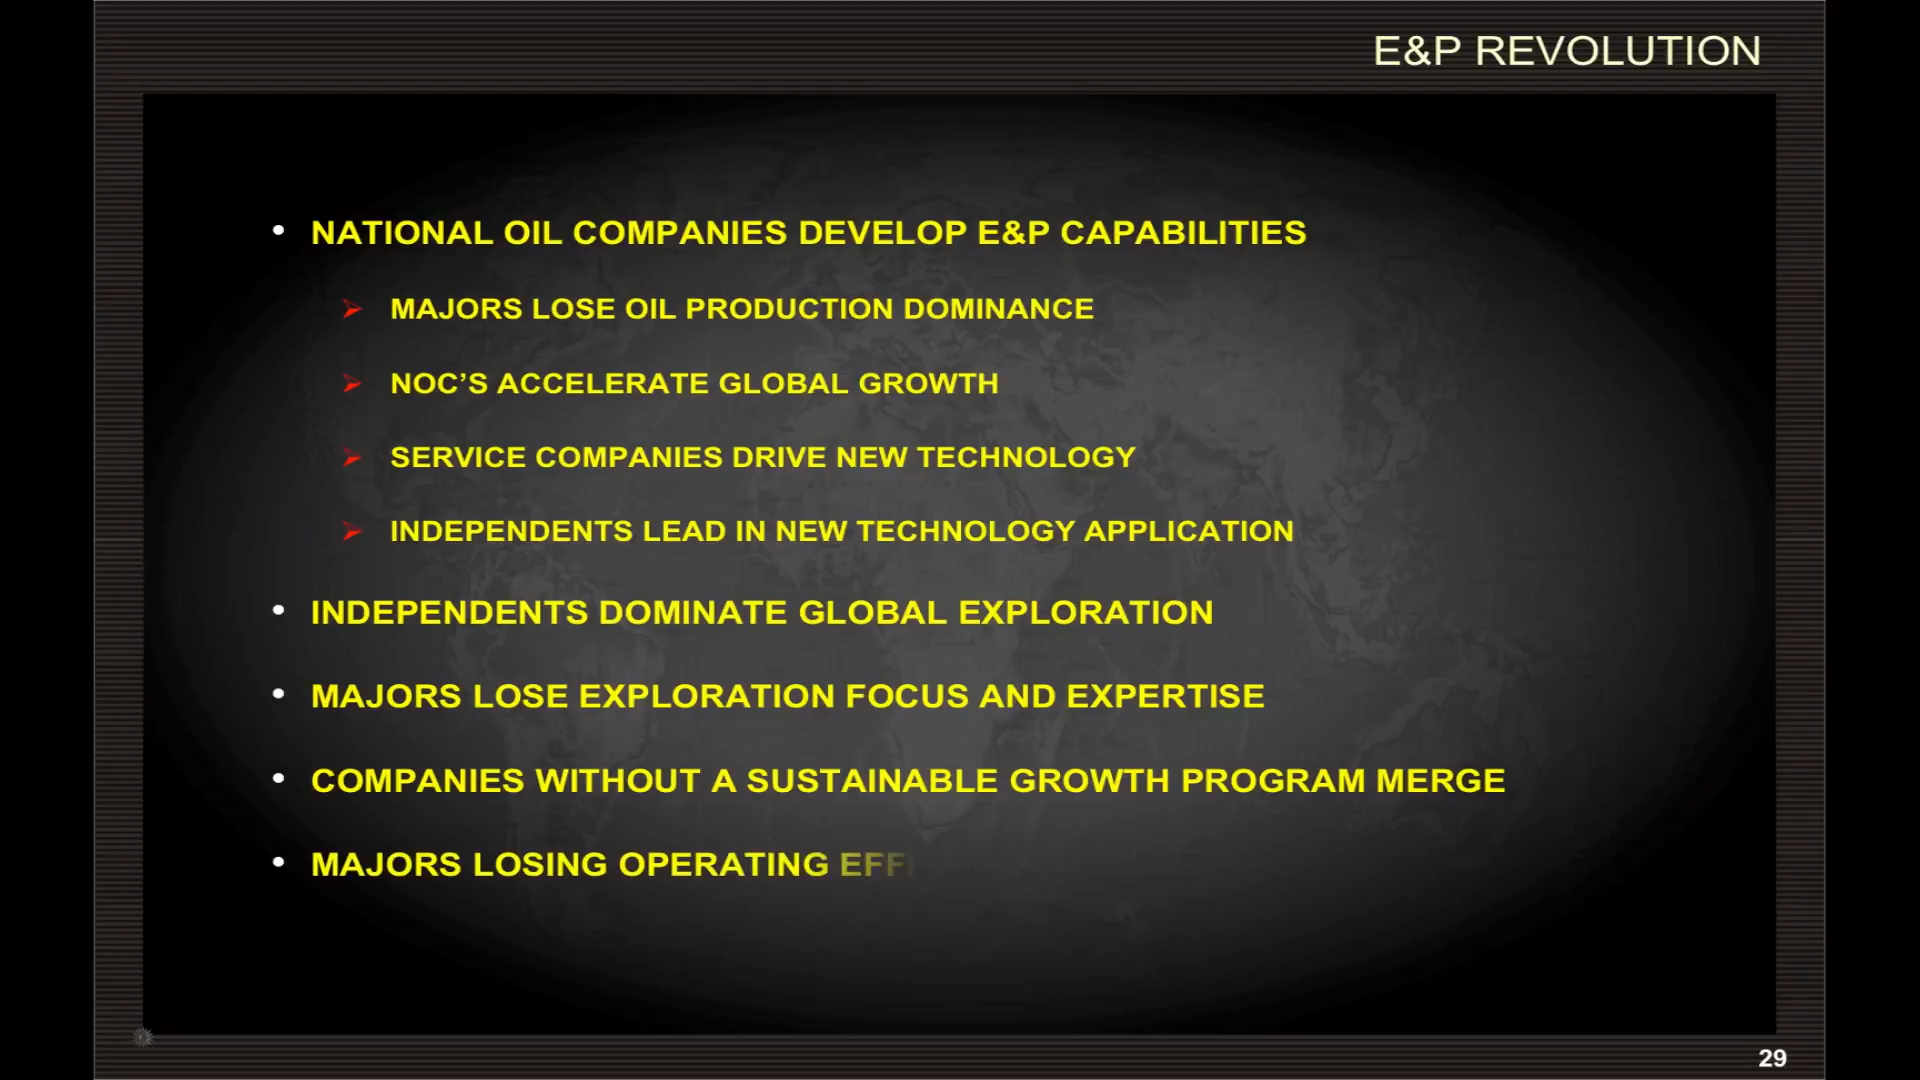 E&P REVOLUTION
• NATIONAL OIL COMPANIES DEVELOP E&P CAPABILITIES
➢ MAJORS LOSE OIL PRODUCTION DOMINANCE
➢ NOC’S ACCELERATE GLOBAL GROWTH
➢ SERVICE COMPANIES DRIVE NEW TECHNOLOGY
➢ INDEPENDENTS LEAD IN NEW TECHNOLOGY APPLICATION
• INDEPENDENTS DOMINATE GLOBAL EXPLORATION
• MAJORS LOSE EXPLORATION FOCUS AND EXPERTISE
• COMPANIES WITHOUT A SUSTAINABLE GROWTH PROGRAM MERGE
• MAJORS LOSING OPERATING
29